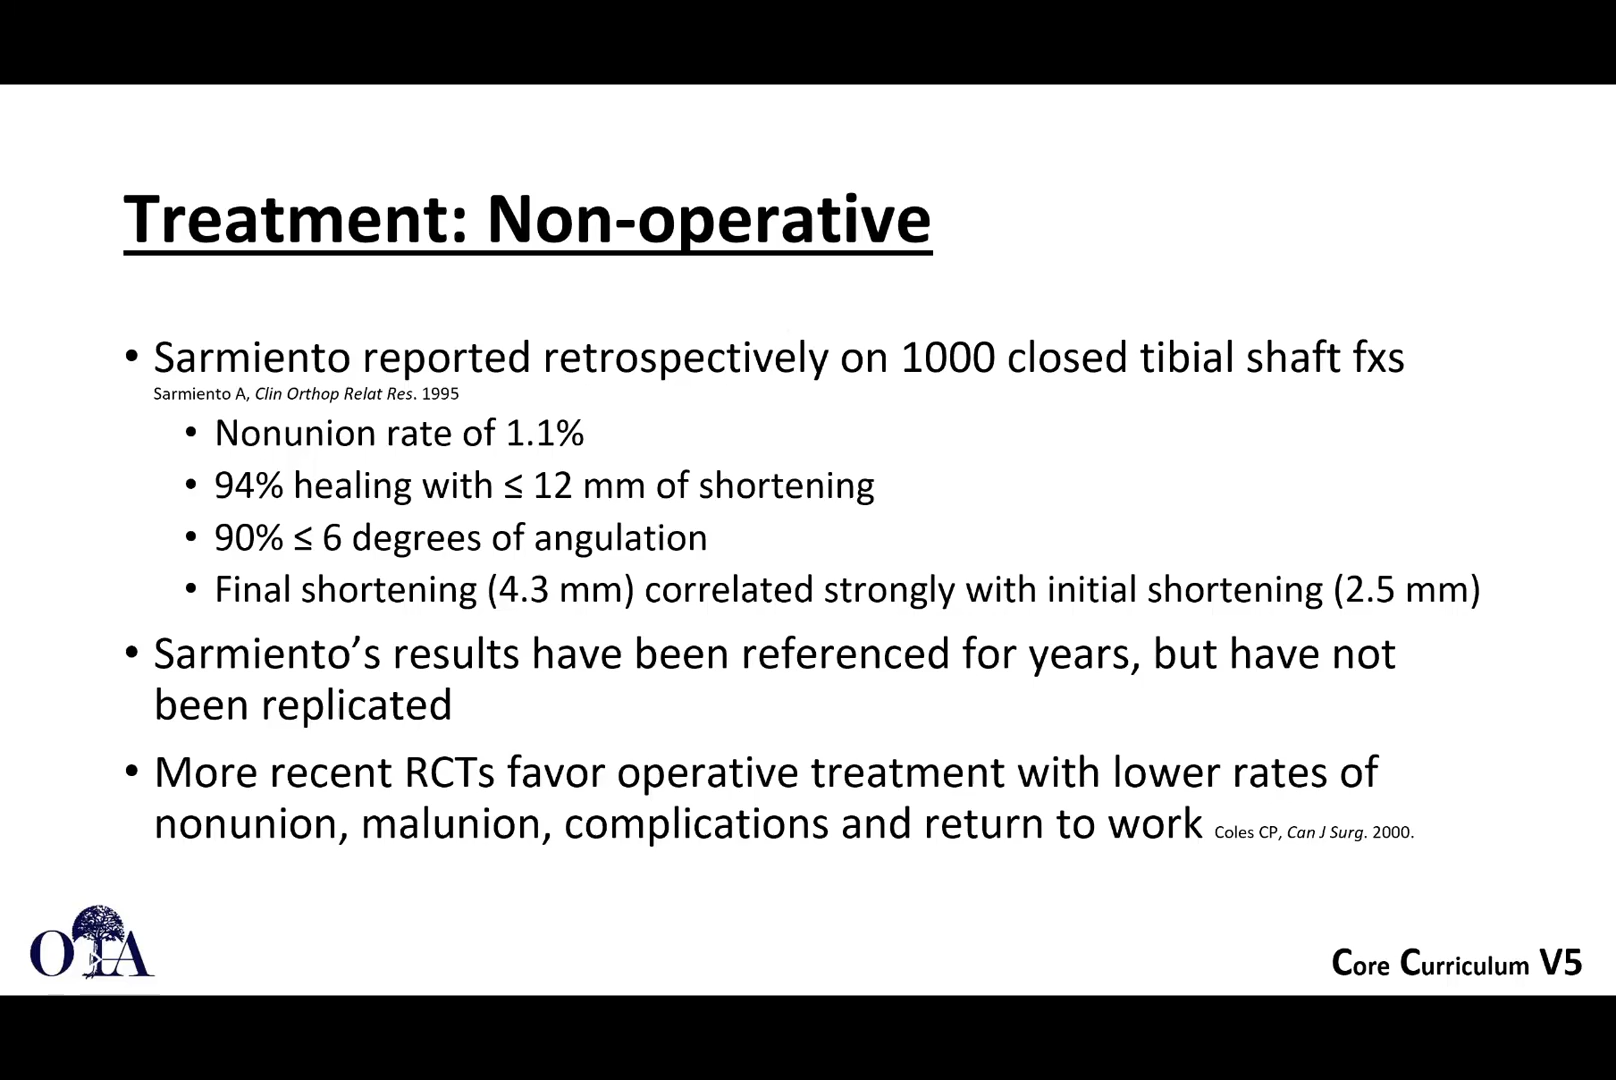 Treatment: Non-operative
• Sarmiento reported retrospectively on 1000 closed tibial shaft fxs
Sarmiento A, Clin Orthop Relat Res. 1995
• Nonunion rate of 1.1%
• 94% healing with ≤ 12 mm of shortening
• 90% ≤ 6 degrees of angulation
• Final shortening (4.3 mm) correlated strongly with initial shortening (2.5 mm)
• Sarmiento’s results have been referenced for years, but have not
been replicated
• More recent RCTs favor operative treatment with lower rates of
nonunion, malunion, complications and return to work Coles CP, Can J Surg. 2000.
OTA
Core Curriculum V5